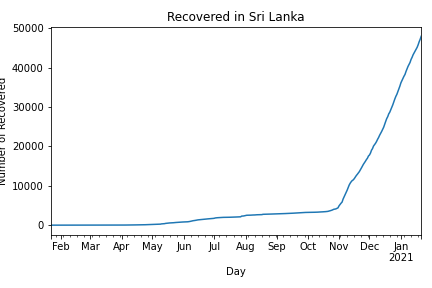 Recovered in Sri Lanka
Number of Recovered
50000
40000
30000
20000
10000
0
Feb Mar Apr May Jun Jul Aug Sep Oct Nov Dec Jan
2021
Day